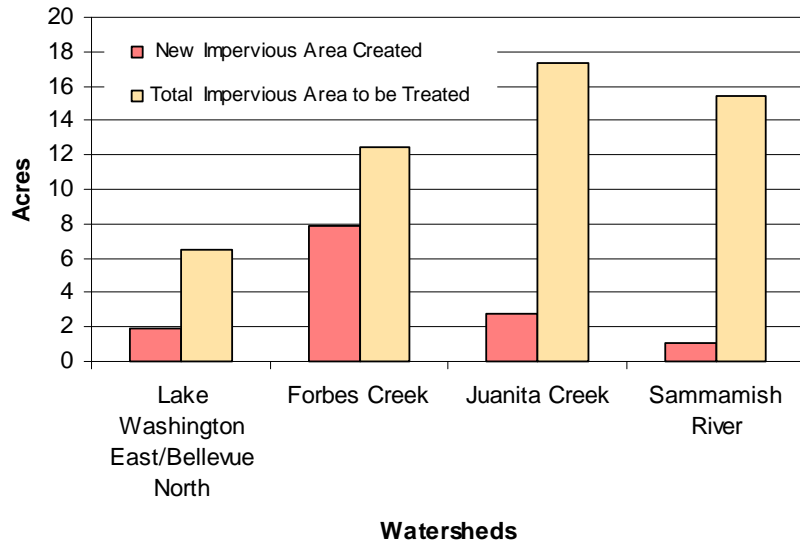 20
18
16
14
12
10
8
6
4
2
0
Acres
New Impervious Area Created
Total Impervious Area to be Treated
Lake
Washington
East/Bellevue
North
Forbes Creek
Juanita Creek
Sammamish
River
Watersheds